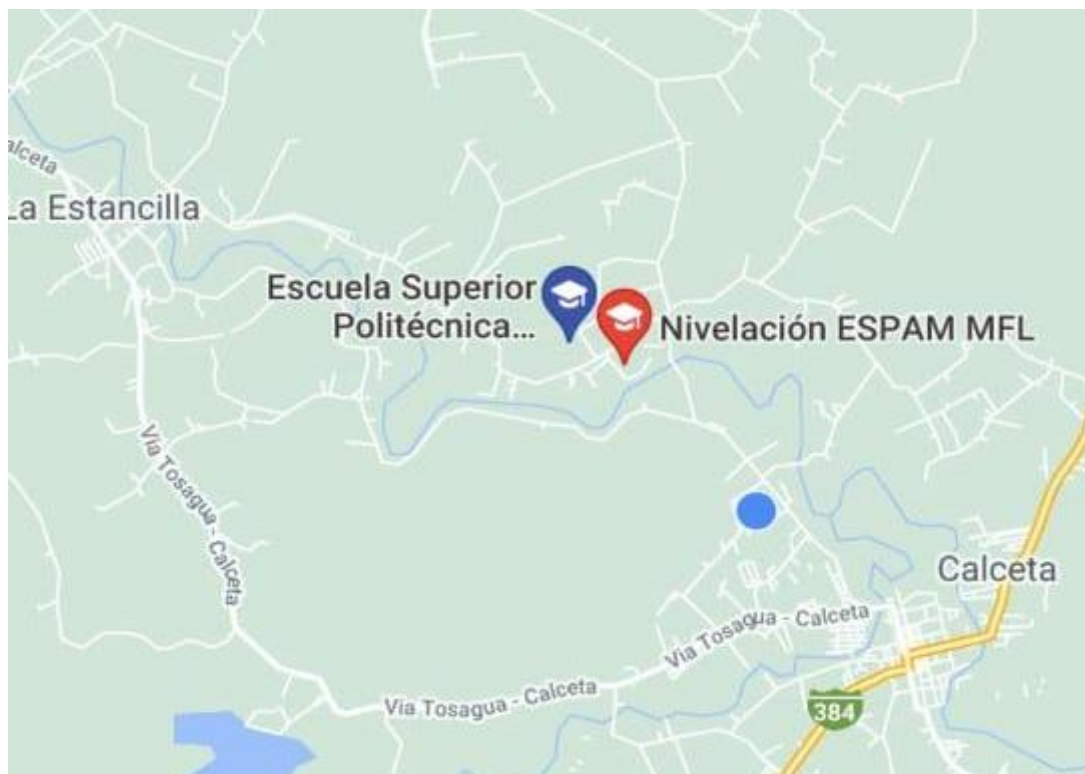 alceta
La Estancilla
Escuela Superior
Politécnica...
Nivelación ESPAM MFL
Via Tosagua - Calceta
Calceta
Via Tosagua - Calceta
Via Tosagua - Calceta
384